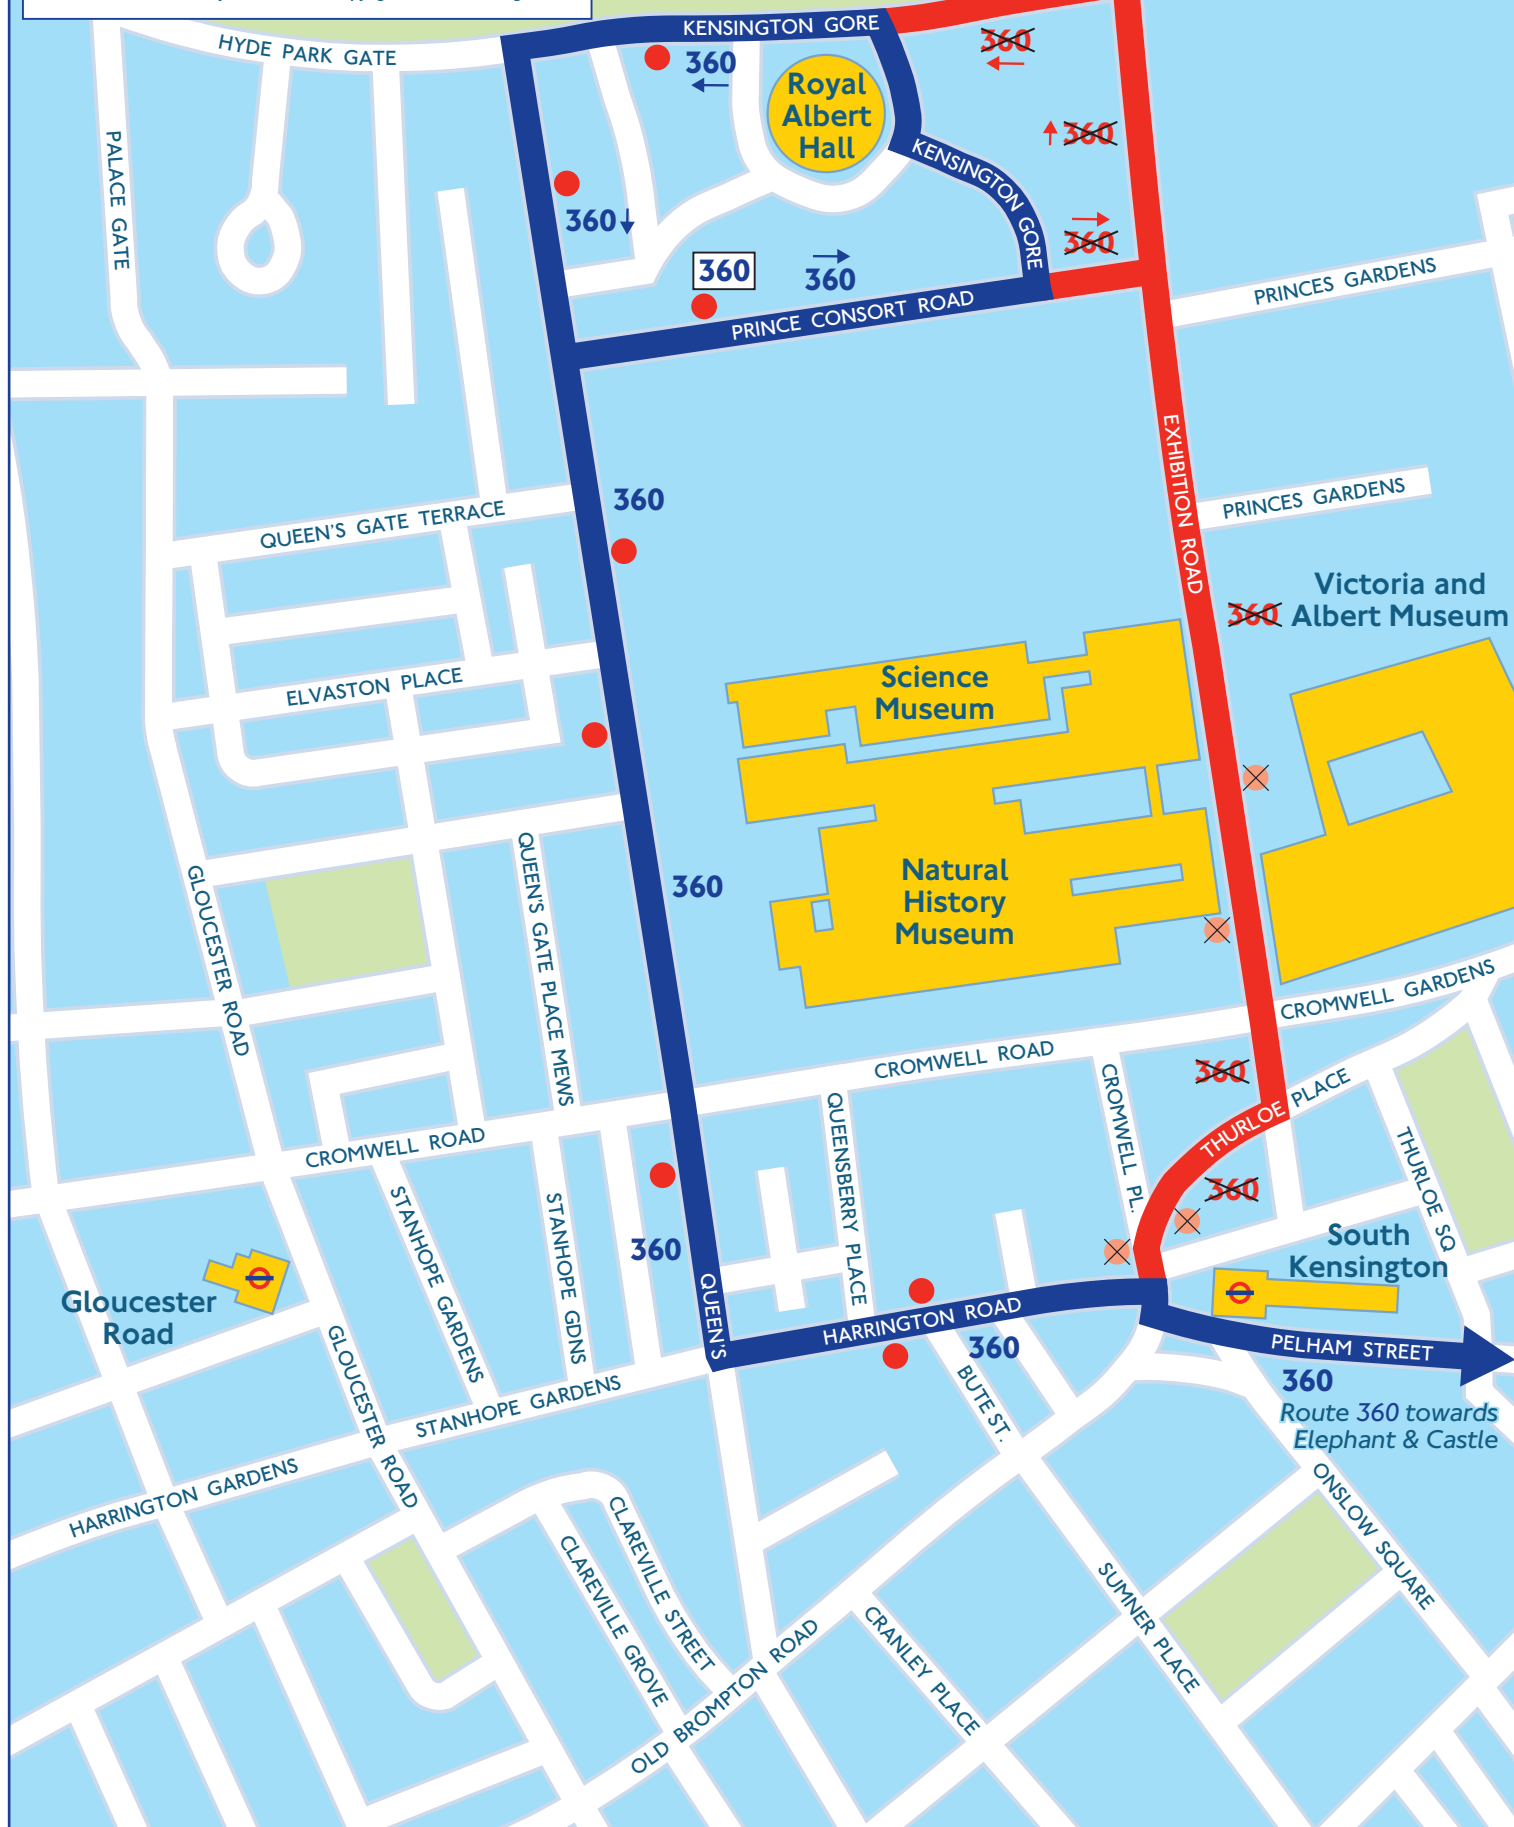 KENSINGTON GORE
HYDE PARK GATE
360
360
Royal
Albert
Hall
360
PALACE GATE
KENSINGTON GORE
360
360
360
360
360
PRINCE CONSORT ROAD
PRINCES GARDENS
EXHIBITION ROAD
360
QUEEN'S GATE TERRACE
PRINCES GARDENS
Victoria and
Albert Museum
360
Science
Museum
ELVASTON PLACE
QUEEN'S GATE PLACE MEWS
GLOUCESTER ROAD
360
Natural
History
Museum
CROMWELL GARDENS
CROMWELL ROAD
360
CROMWELL PL.
THURLOE PLACE
QUEENSBERRY PLACE
CROMWELL ROAD
THURLOE SQ
360
STANHOPE GARDENS
STANHOPE GDNS
360
South
Kensington
QUEEN'S
Gloucester
Road
HARRINGTON ROAD
360
PELHAM STREET
360
Route 360 towards
Elephant & Castle
GLOUCESTER ROAD
BUTE ST.
STANHOPE GARDENS
HARRINGTON GARDENS
ONSLOW SQUARE
CLAREVILLE STREET
CLAREVILLE GROVE
SUMNER PLACE
CRANLEY PLACE
OLD BROMPTON ROAD